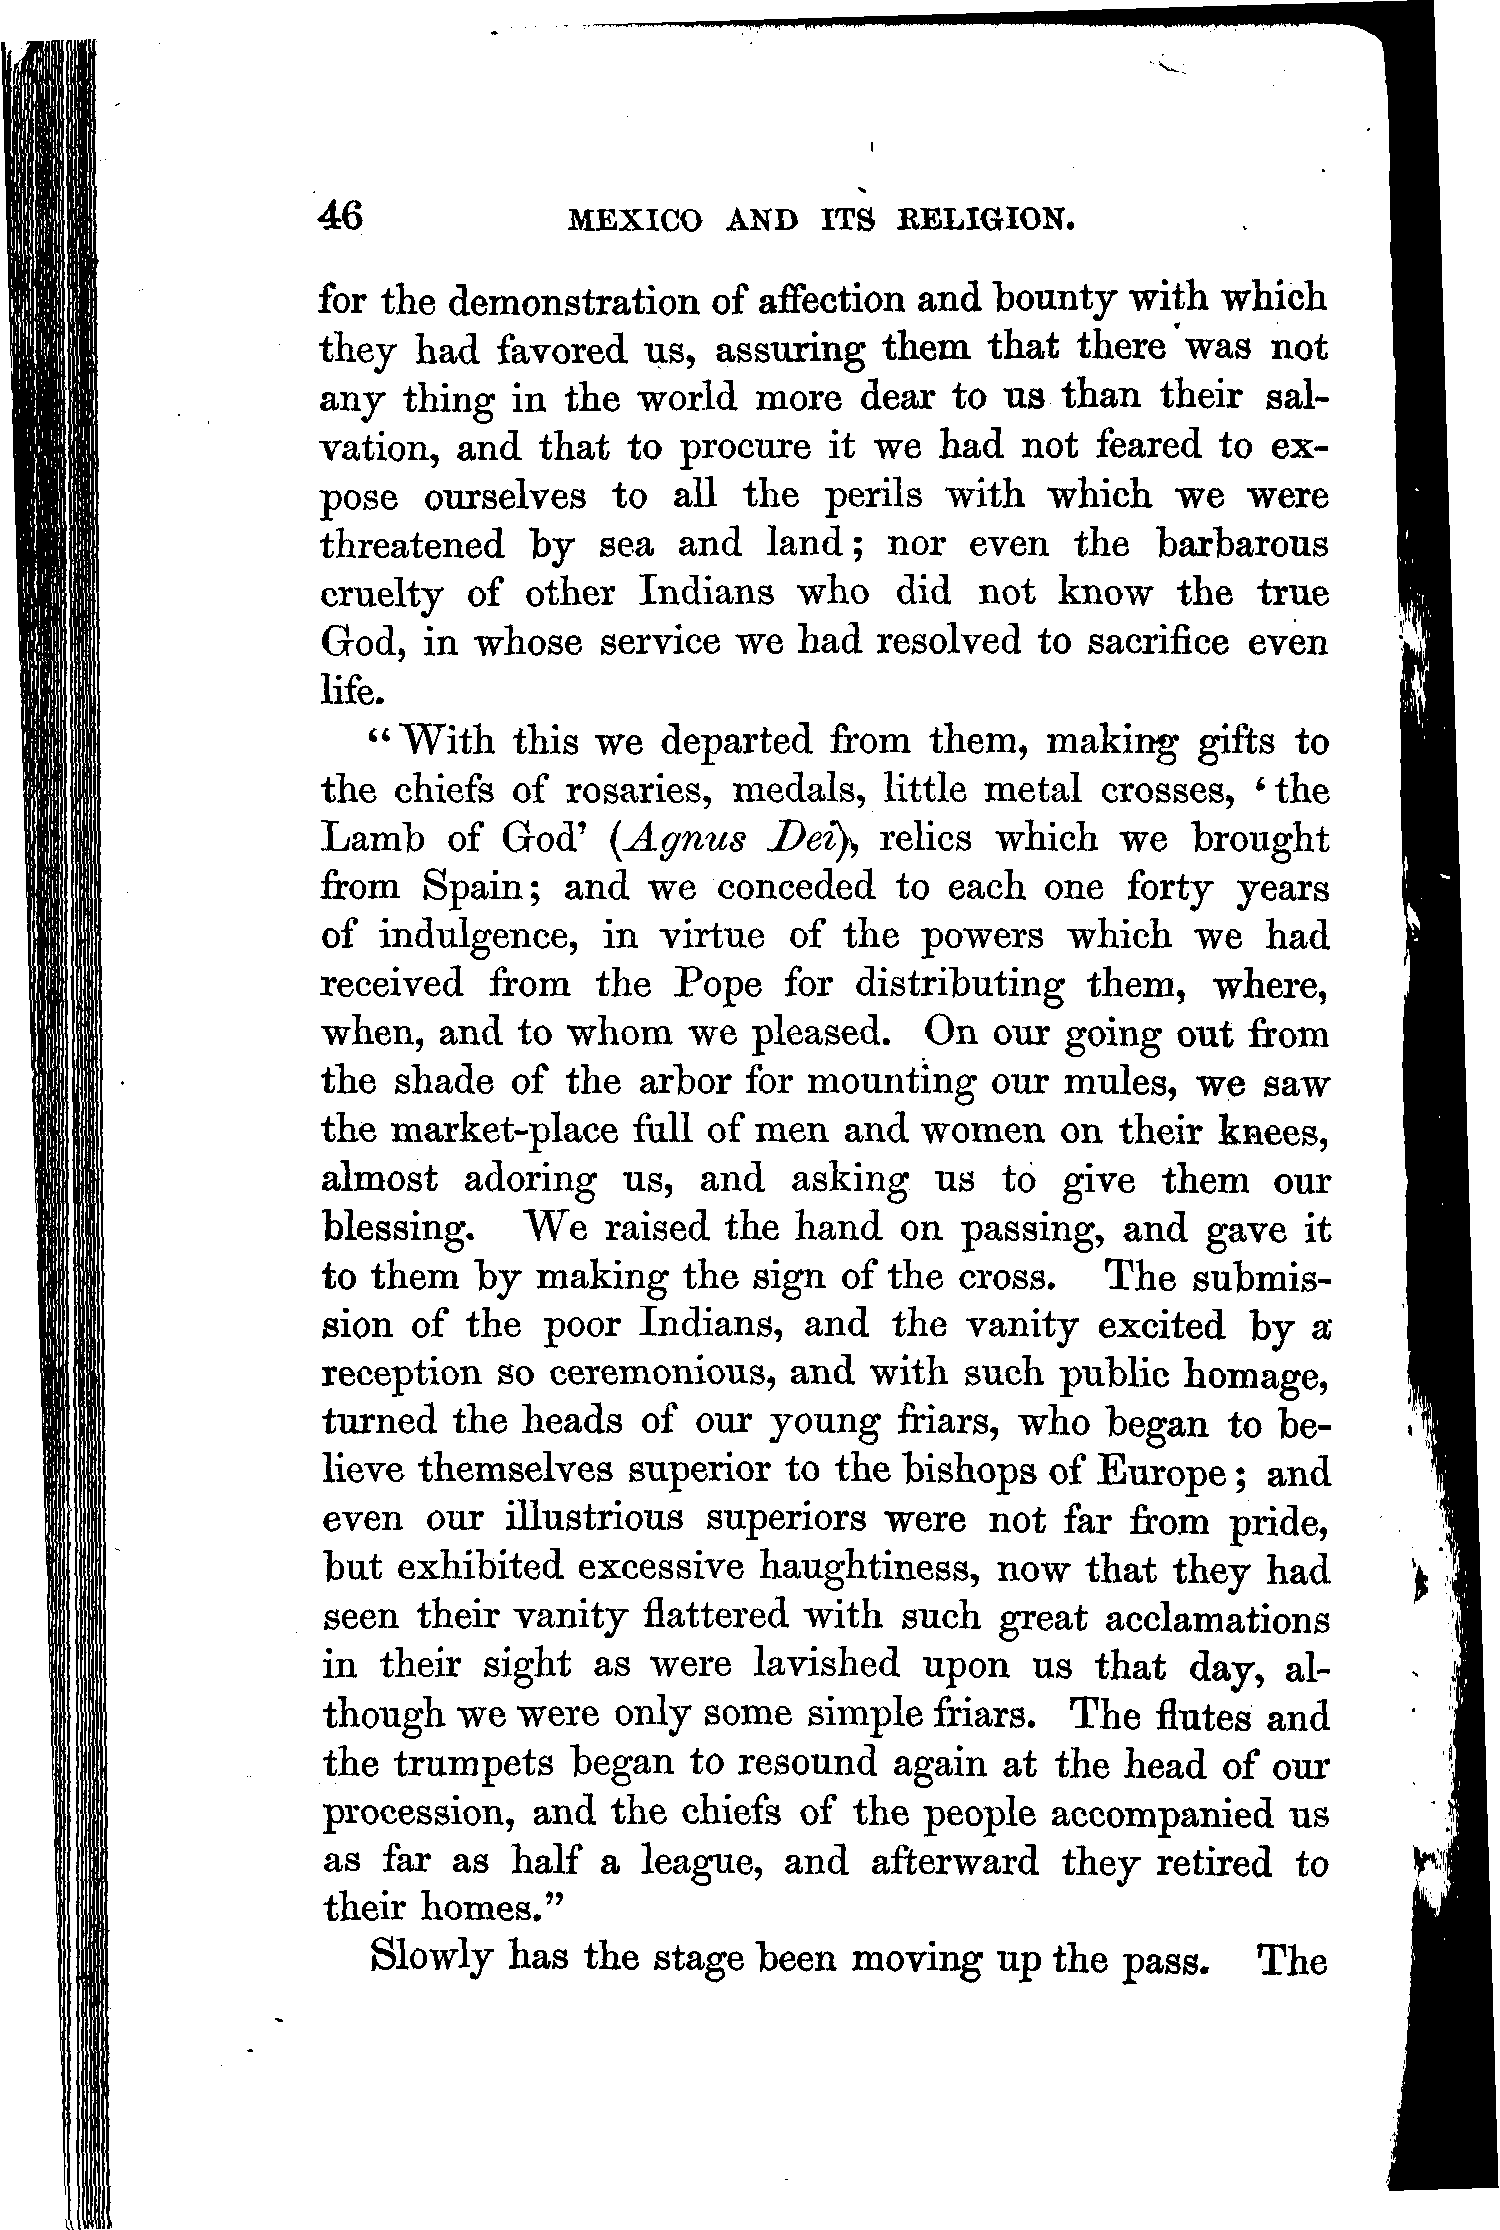 46 MEXICO AND ITS RELIGION.
for the demonstration of affection and bounty with which
they had favored us, assuring them that there was not
any thing in the world more dear to us than their sal-
vation, and that to procure it we had not feared to ex-
pose ourselves to all the perils with which we were
threatened by sea and land; nor even the barbarous
cruelty of other Indians who did not know the true
God, in whose service we had resolved to sacrifice even
life.
“With this we departed from them, making gifts to
the chiefs of rosaries, medals, little metal crosses, ‘the
Lamb of God’ (Agnus Dei), relics which we brought
from Spain; and we conceded to each one forty years
of indulgence, in virtue of the powers which we had
received from the Pope for distributing them, where,
when, and to whom we pleased. On our going out from
the shade of the arbor for mounting our mules, we saw
the market-place full of men and women on their knees,
almost adoring us, and asking us to give them our
blessing. We raised the hand on passing, and gave it
to them by making the sign of the cross. The submis-
sion of the poor Indians, and the vanity excited by a
reception so ceremonious, and with such public homage,
turned the heads of our young friars, who began to be-
lieve themselves superior to the bishops of Europe; and
even our illustrious superiors were not far from pride,
but exhibited excessive haughtiness, now that they had
seen their vanity flattered with such great acclamations
in their sight as were lavished upon us that day, al-
though we were only some simple friars. The flutes and
the trumpets began to resound again at the head of our
procession, and the chiefs of the people accompanied us
as far as half a league, and afterward they retired to
their homes.”
Slowly has the stage been moving up the pass. The